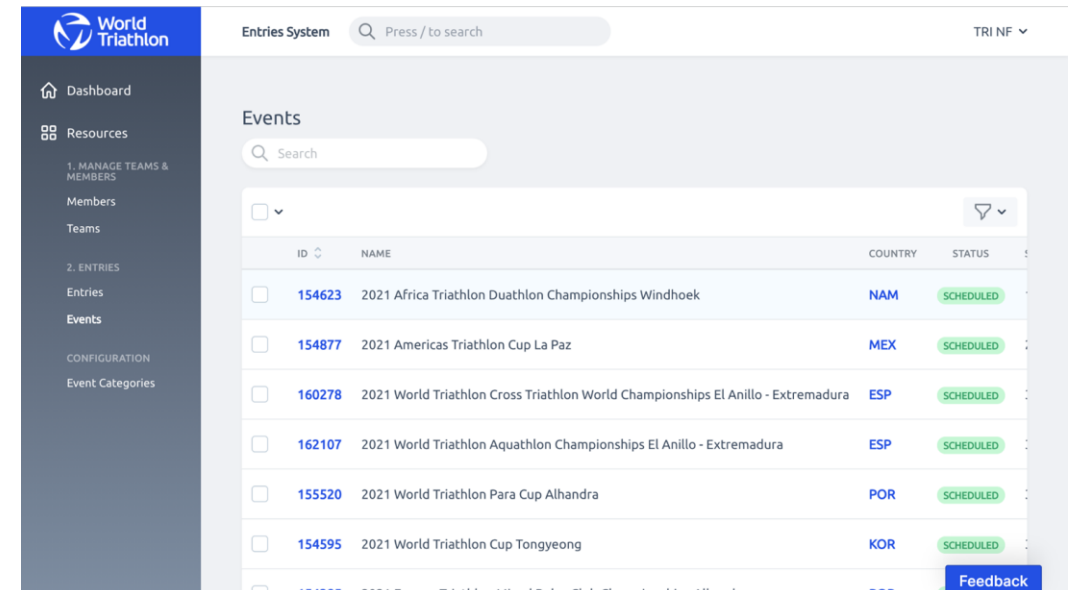 World
Triathlon
Entries System
Press / to search
TRI NF
Dashboard
Resources
1. MANAGE TEAMS &
MEMBERS
Members
Teams
2. ENTRIES
Entries
Events
CONFIGURATION
Event Categories
Events
Search
ID NAME COUNTRY STATUS
154623 2021 Africa Triathlon Duathlon Championships Windhoek NAM SCHEDULED
154877 2021 Americas Triathlon Cup La Paz MEX SCHEDULED
160278 2021 World Triathlon Cross Triathlon World Championships El Anillo - Extremadura ESP SCHEDULED
162107 2021 World Triathlon Aquathlon Championships El Anillo - Extremadura ESP SCHEDULED
155520 2021 World Triathlon Para Cup Alhandra POR SCHEDULED
154595 2021 World Triathlon Cup Tongyeong KOR SCHEDULED
Feedback